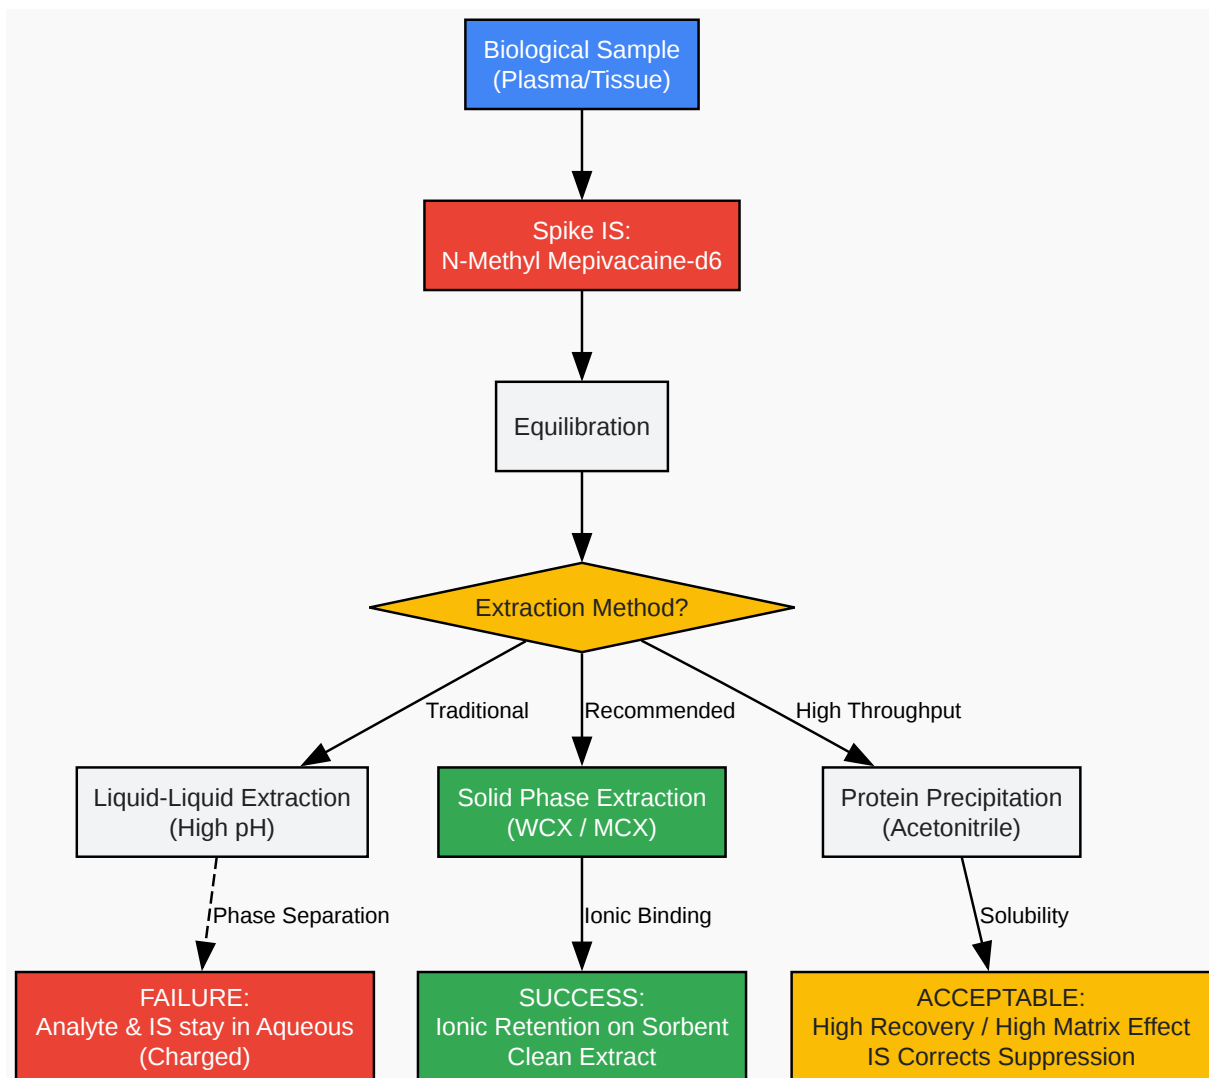 Biological Sample
(Plasma/Tissue)
Spike IS:
N-Methyl Mepivacaine-d6
Equilibration
Extraction Method?
Traditional
Recommended
High Throughput
Liquid-Liquid Extraction
(High pH)
Solid Phase Extraction
(WCX / MCX)
Protein Precipitation
(Acetonitrile)
Phase Separation
Ionic Binding
Solubility
FAILURE:
Analyte & IS stay in Aqueous
(Charged)
SUCCESS:
Ionic Retention on Sorbent
Clean Extract
ACCEPTABLE:
High Recovery / High Matrix Effect
IS Corrects Suppression